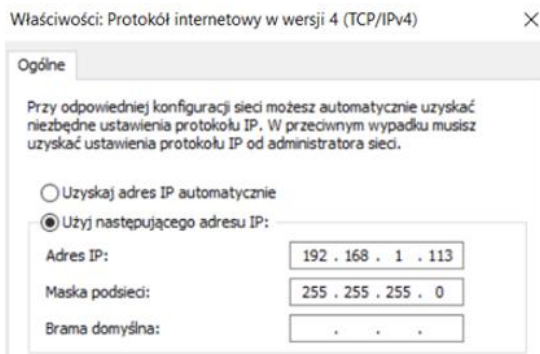 Właściwości: Protokół internetowy w wersji 4 (TCP/IPv4)
Ogólne
Przy odpowiedniej konfiguracji sieci możesz automatycznie uzyskać
niezbędne ustawienia protokołu IP. W przeciwnym wypadku musisz
uzyskać ustawienia protokołu IP od administratora sieci.
Uzyskaj adres IP automatycznie
Użyj następującego adresu IP:
Adres IP: 192 . 168 . 1 . 113
Maska podsieci: 255 . 255 . 255 . 0
Brama domyślna: . . .